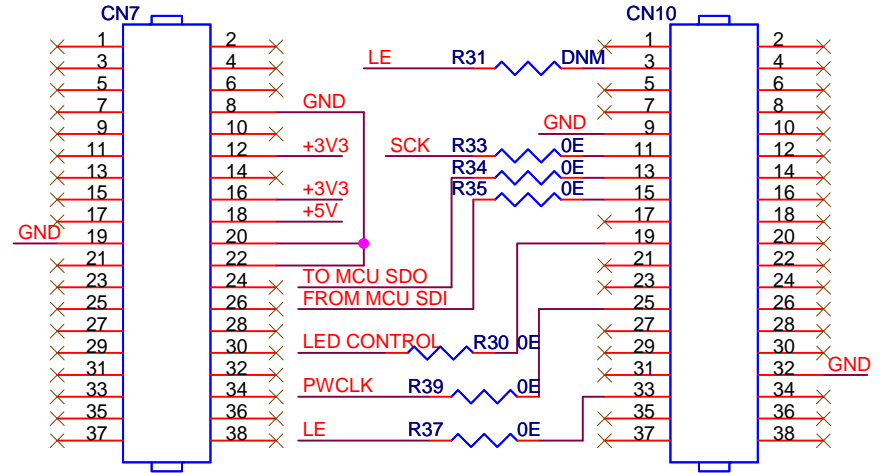 CN7 CN10
1 2 1 2
3 4 LE R31 DNM 3 4
5 6 5 6
7 8 GND 7 8
9 10 GND 9 10
11 12 +3V3 SCK R33 0E 11 12
13 14 R34 0E 13 14
15 16 +3V3 R35 0E 15 16
17 18 +5V 17 18
GND 19 20 19 20
21 22 21 22
23 24 TO MCU SDO 23 24
25 26 FROM MCU SDI 25 26
27 28 27 28
29 30 LED CONTROL R30 0E 29 30
31 32 31 32 GND
33 34 PWCLK R39 0E 33 34
35 36 35 36
37 38 LE R37 0E 37 38